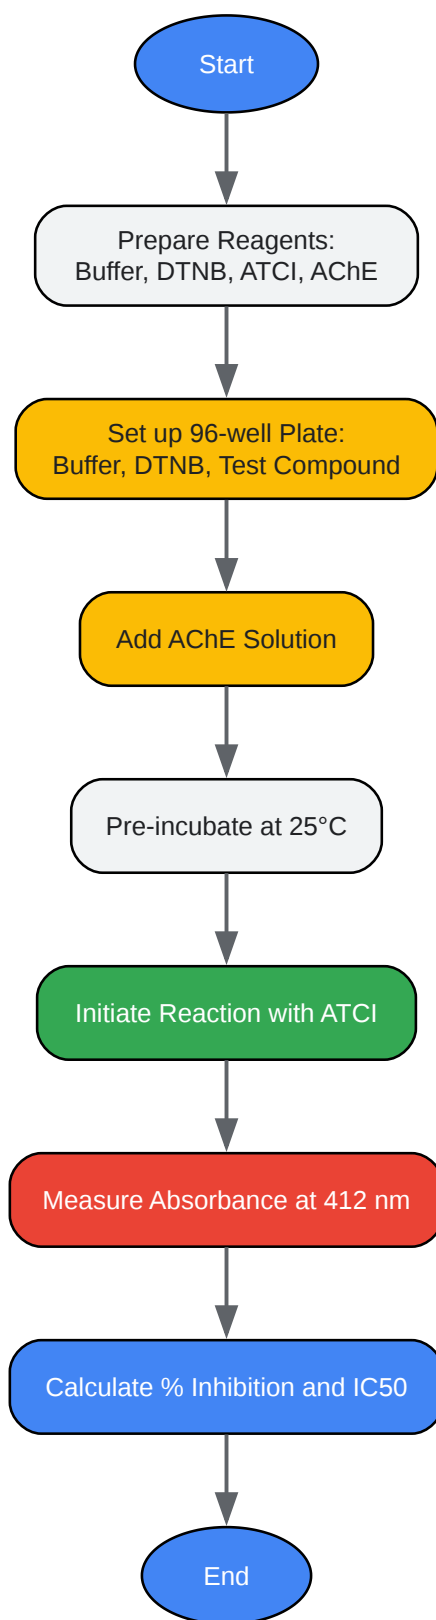 Start
Prepare Reagents:
Buffer, DTNB, ATCI, AChE
Set up 96-well Plate:
Buffer, DTNB, Test Compound
Add AChE Solution
Pre-incubate at 25°C
Initiate Reaction with ATCI
Measure Absorbance at 412 nm
Calculate % Inhibition and IC50
End